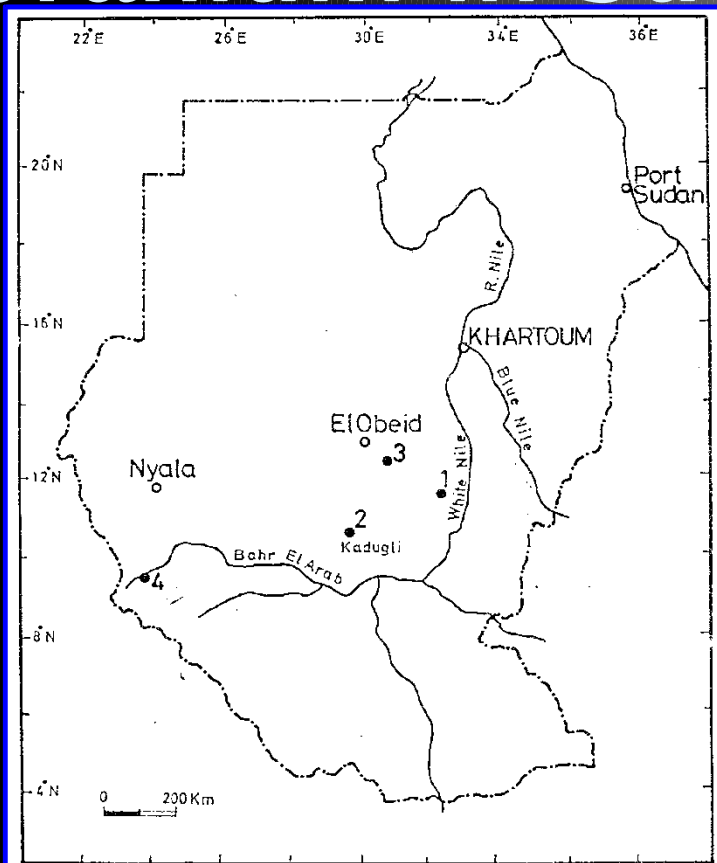 22°E 26°E 30°E 34°E 36°E
20°N
Port
Sudan
R. Nile
16°N
KHARTOUM
Blue Nile
El Obeid
3
White Nile
12°N
Nyala
1
2
Kadugli
Bahr El Arab
4
8°N
4°N
0 200 Km